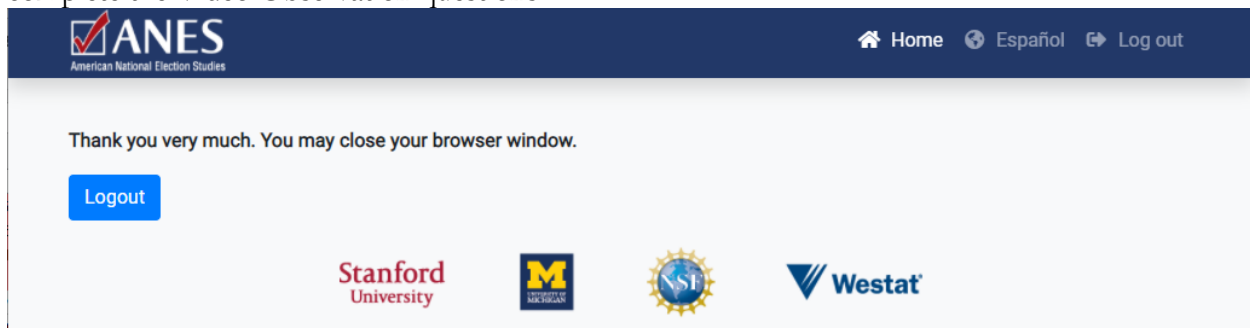 ANES
American National Election Studies
Home Español Log out
Thank you very much. You may close your browser window.
Logout
Stanford
University
M
UNIVERSITY OF
MICHIGAN
NSF
Westat